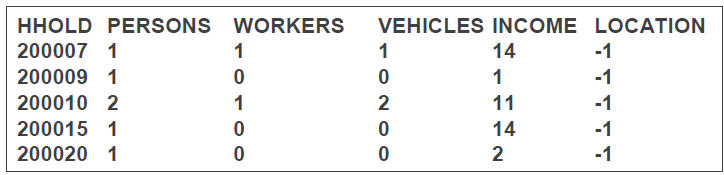 HHOLD PERSONS WORKERS VEHICLES INCOME LOCATION
200007 1 1 1 14 -1
200009 1 0 0 1 -1
200010 2 1 2 11 -1
200015 1 0 0 14 -1
200020 1 0 0 2 -1